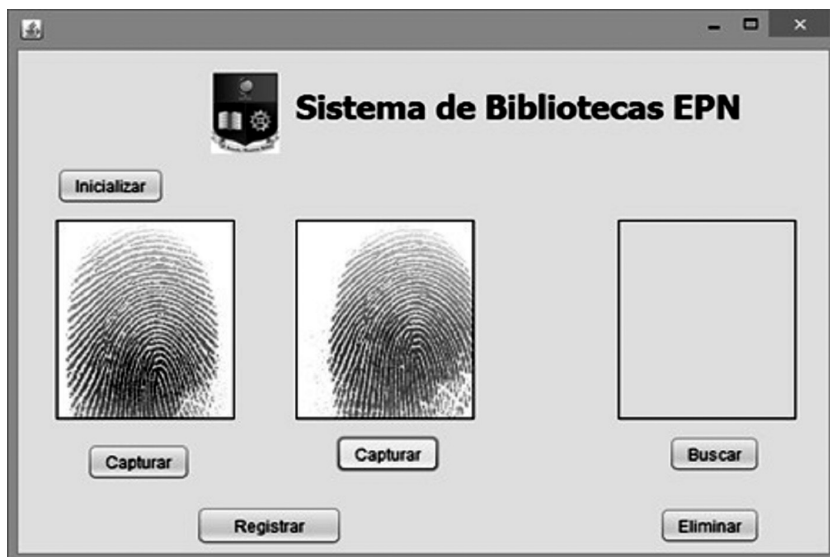 Sistema de Bibliotecas EPN
Inicializar
Capturar
Capturar
Buscar
Registrar
Eliminar